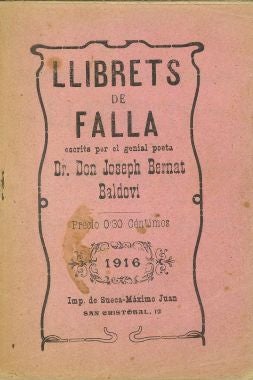 LLIBRETS
DE
FALLA
escrits per el genial poeta
Dr. Don Joseph Bernat
Baldoví
Précio 0'30 Céntimos
1916
Imp. de Sueca-Máximo Juan
SAN CRISTÓBAL, 12